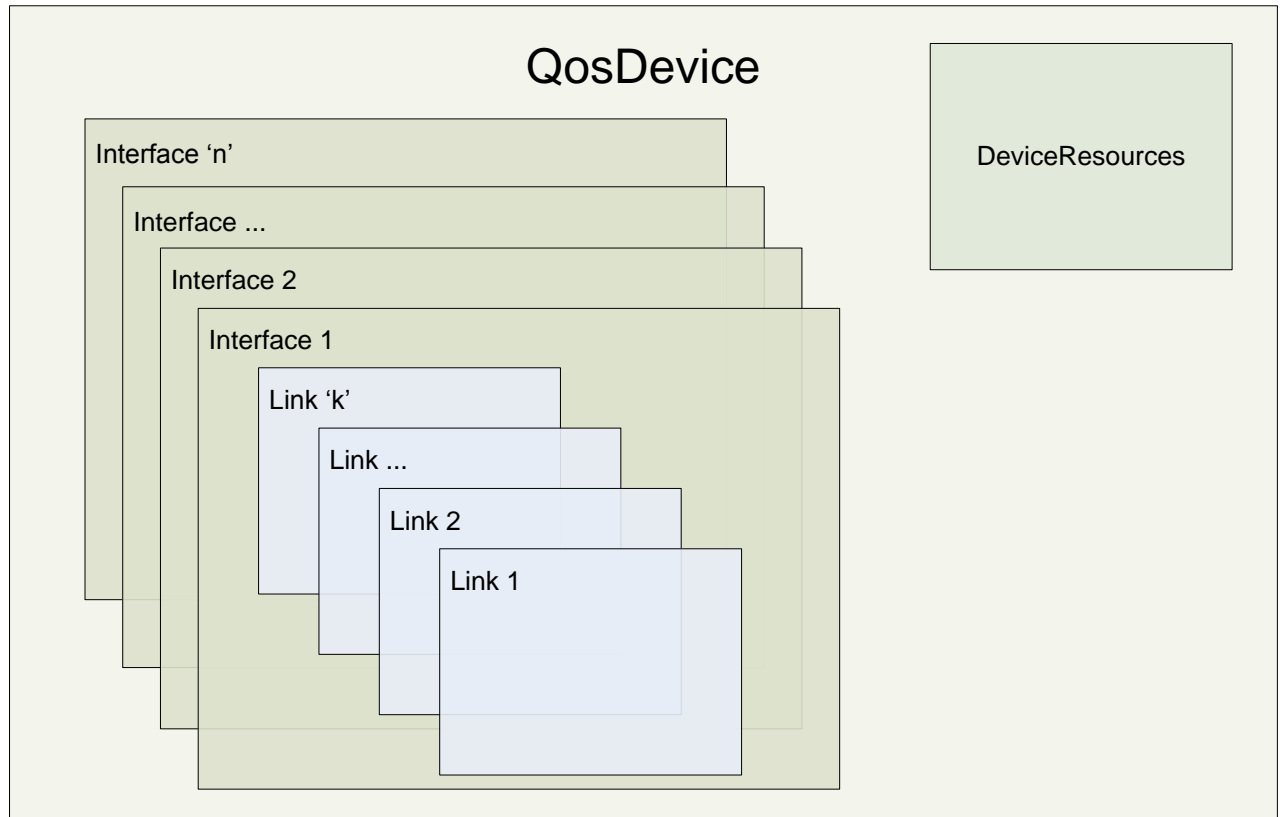 QosDevice
DeviceResources
Interface ‘n’
Interface ...
Interface 2
Interface 1
Link ‘k’
Link ...
Link 2
Link 1